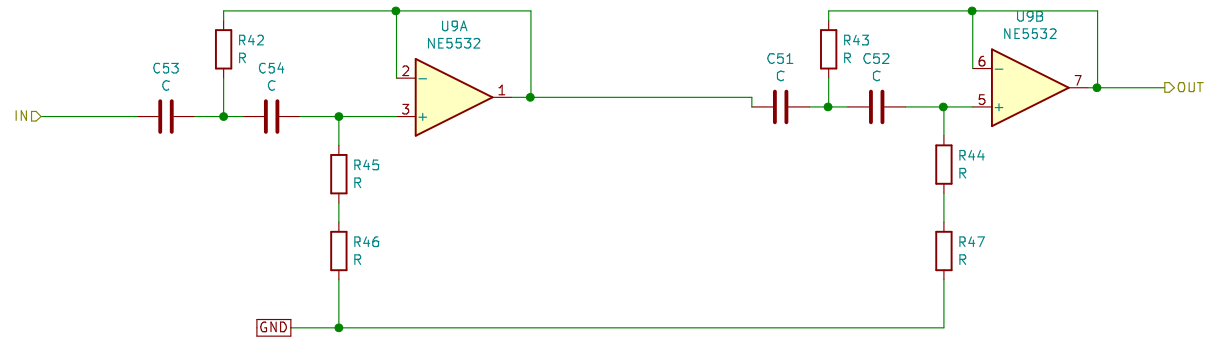 U9A
NE5532
R42
R
C53
C
C54
C
2
3
1
IN
R45
R
R46
R
GND
U9B
NE5532
R43
R
C51
C
C52
C
6
5
7
OUT
R44
R
R47
R